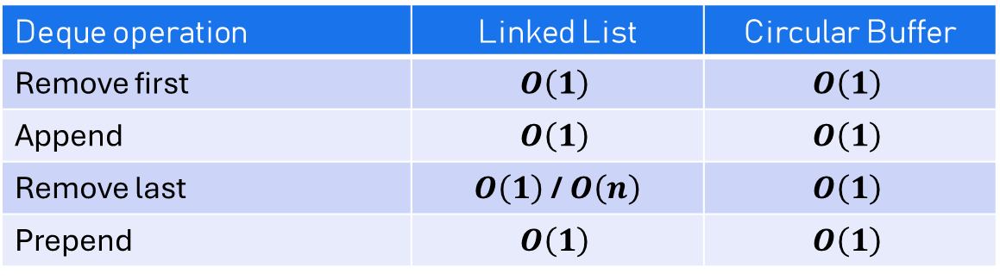 Deque operation Linked List Circular Buffer
Remove first O(1) O(1)
Append O(1) O(1)
Remove last O(1) / O(n) O(1)
Prepend O(1) O(1)